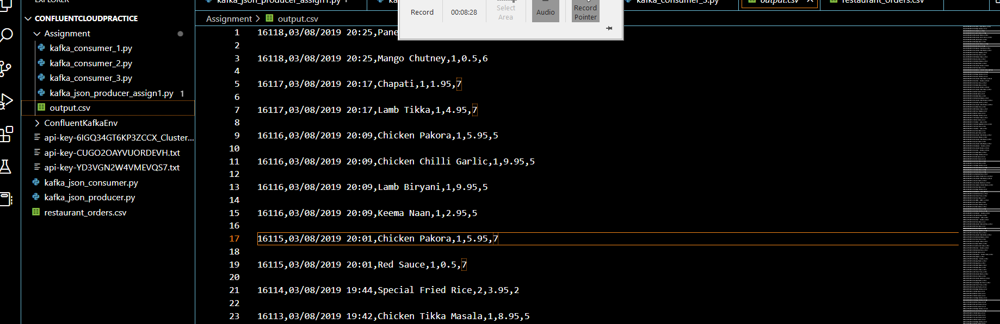 EXPLORER
CONFLUENTCLOUDPRACTICE
Assignment
kafka_consumer_1.py
kafka_consumer_2.py
kafka_consumer_3.py
kafka_json_producer_assign1.py 1
output.csv
ConfluentKafkaEnv
api-key-6IGQ34GT6KP3ZCCX_Cluster...
api-key-CUGO2OAYVUORDEVH.txt
api-key-YD3VGN2W4VMEVQS7.txt
kafka_json_consumer.py
kafka_json_producer.py
restaurant_orders.csv
kafka_json_producer_assign1.py
kafka_consumer_3.py
output.csv
restaurant_orders.csv
Assignment > output.csv
Record
00:08:28
Select Area
Audio
Record Pointer
1 16118,03/08/2019 20:25,Pane
2
3 16118,03/08/2019 20:25,Mango Chutney,1,0.5,6
4
5 16117,03/08/2019 20:17,Chapati,1,1.95,7
6
7 16117,03/08/2019 20:17,Lamb Tikka,1,4.95,7
8
9 16116,03/08/2019 20:09,Chicken Pakora,1,5.95,5
10
11 16116,03/08/2019 20:09,Chicken Chilli Garlic,1,9.95,5
12
13 16116,03/08/2019 20:09,Lamb Biryani,1,9.95,5
14
15 16116,03/08/2019 20:09,Keema Naan,1,2.95,5
16
17 16115,03/08/2019 20:01,Chicken Pakora,1,5.95,7
18
19 16115,03/08/2019 20:01,Red Sauce,1,0.5,7
20
21 16114,03/08/2019 19:44,Special Fried Rice,2,3.95,2
22
23 16113,03/08/2019 19:42,Chicken Tikka Masala,1,8.95,5